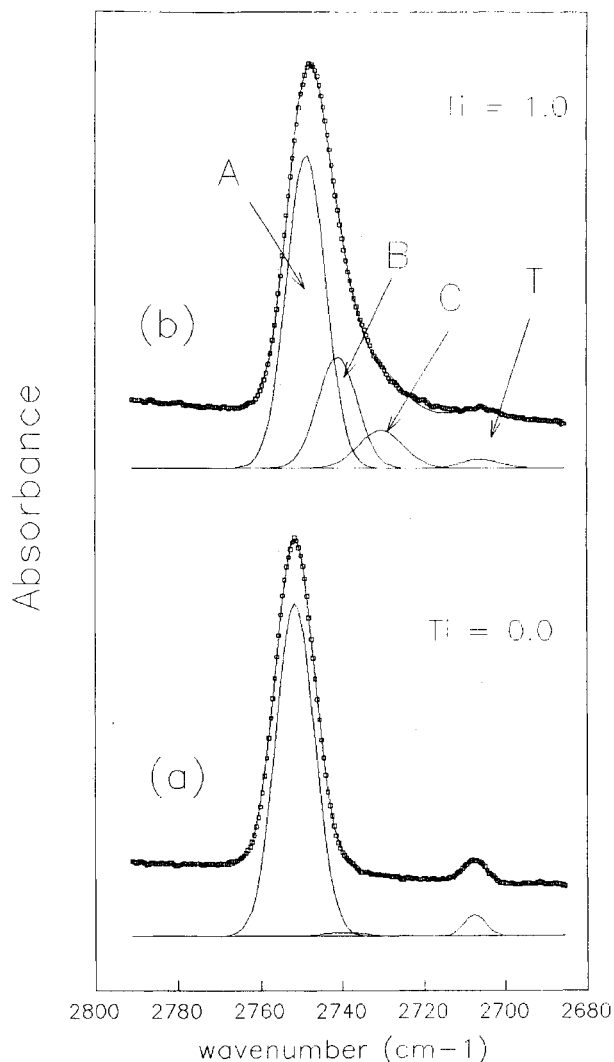 Ti = 1.0
A
B
C
T
(b)
Absorbance
Ti = 0.0
(a)
2800 2780 2760 2740 2720 2700 2680
wavenumber (cm-1)